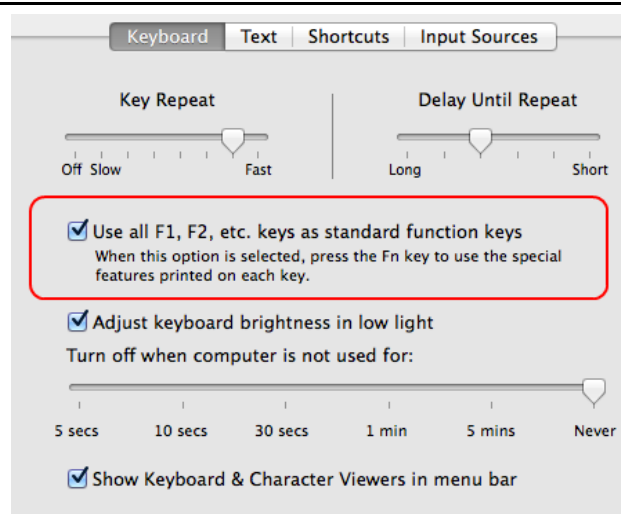 Keyboard Text Shortcuts Input Sources
Key Repeat Delay Until Repeat
Off Slow Fast Long Short
Use all F1, F2, etc. keys as standard function keys
When this option is selected, press the Fn key to use the special
features printed on each key.
Adjust keyboard brightness in low light
Turn off when computer is not used for:
5 secs 10 secs 30 secs 1 min 5 mins Never
Show Keyboard & Character Viewers in menu bar